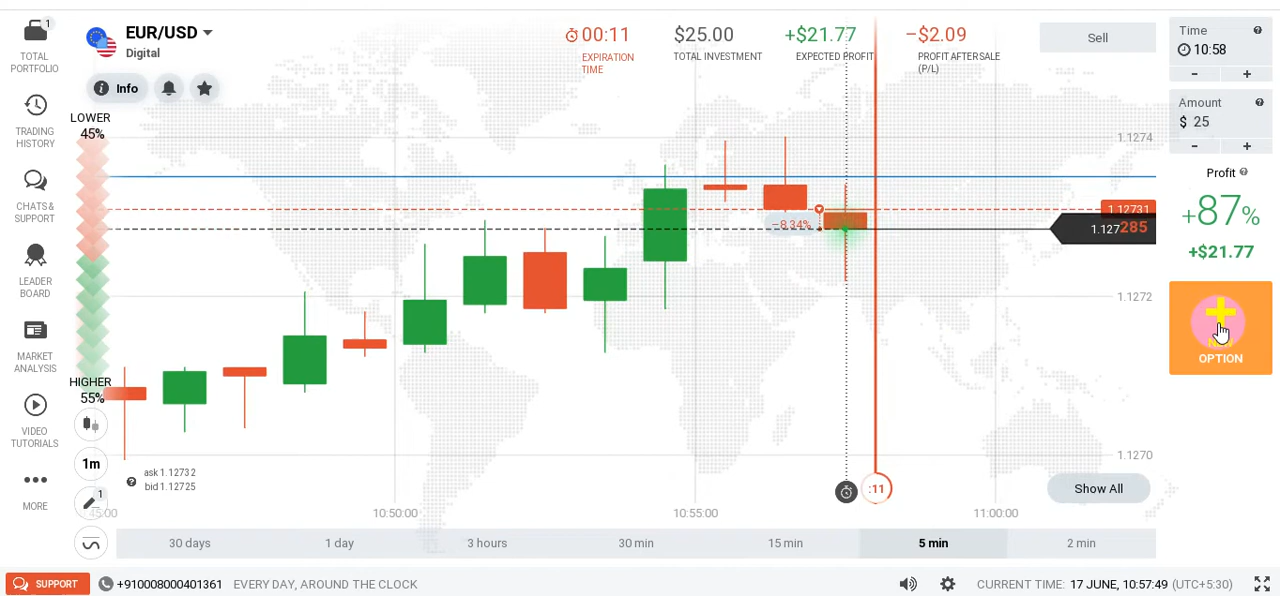 1
TOTAL
PORTFOLIO
TRADING
HISTORY
CHATS &
SUPPORT
LEADER
BOARD
MARKET
ANALYSIS
VIDEO
TUTORIALS
MORE
EUR/USD
Digital
i Info
LOWER
45%
HIGHER
55%
1m
1
ask 1.12732
bid 1.12725
00:11
EXPIRATION
TIME
$25.00
TOTAL INVESTMENT
+$21.77
EXPECTED PROFIT
−$2.09
PROFIT AFTER SALE
(P/L)
Sell
1.1274
1.12731
−8.34%
1.127285
1.1272
1.1270
:11
Show All
45:00
10:50:00
10:55:00
11:00:00
30 days
1 day
3 hours
30 min
15 min
5 min
2 min
Time ?
10:58
- +
Amount ?
$ 25
- +
Profit ?
+87%
+$21.77
OPTION
SUPPORT
+910008000401361
EVERY DAY, AROUND THE CLOCK
CURRENT TIME: 17 JUNE, 10:57:49 (UTC+5:30)